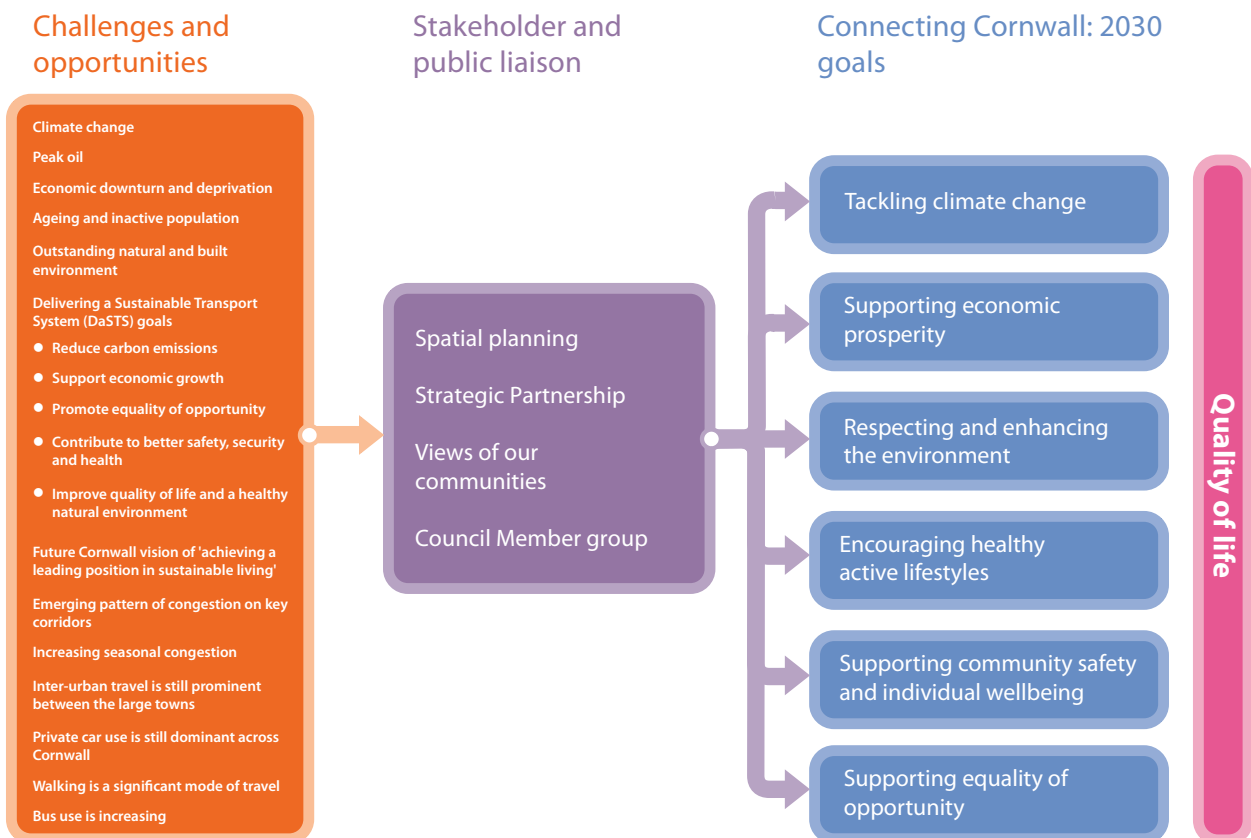 Challenges and
opportunities
Climate change
Peak oil
Economic downturn and deprivation
Ageing and inactive population
Outstanding natural and built
environment
Delivering a Sustainable Transport
System (DaSTS) goals
● Reduce carbon emissions
● Support economic growth
● Promote equality of opportunity
● Contribute to better safety, security
and health
● Improve quality of life and a healthy
natural environment
Future Cornwall vision of 'achieving a
leading position in sustainable living'
Emerging pattern of congestion on key
corridors
Increasing seasonal congestion
Inter-urban travel is still prominent
between the large towns
Private car use is still dominant across
Cornwall
Walking is a significant mode of travel
Bus use is increasing
Stakeholder and
public liaison
Spatial planning
Strategic Partnership
Views of our
communities
Council Member group
Connecting Cornwall: 2030
goals
Tackling climate change
Supporting economic
prosperity
Respecting and enhancing
the environment
Encouraging healthy
active lifestyles
Supporting community safety
and individual wellbeing
Supporting equality of
opportunity
Quality of life